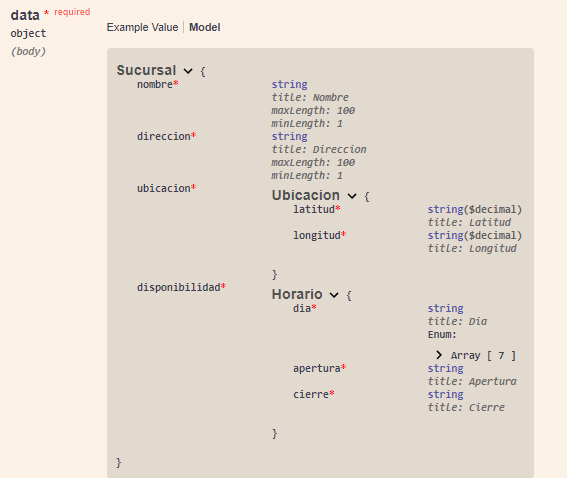 data * required
object
(body)
Example Value | Model
Sucursal {
nombre* string
title: Nombre
maxLength: 100
minLength: 1
direccion* string
title: Direccion
maxLength: 100
minLength: 1
ubicacion* Ubicacion {
latitud* string($decimal)
title: Latitud
longitud* string($decimal)
title: Longitud
}
disponibilidad* Horario {
dia* string
title: Dia
Enum:
Array [ 7 ]
apertura* string
title: Apertura
cierre* string
title: Cierre
}
}